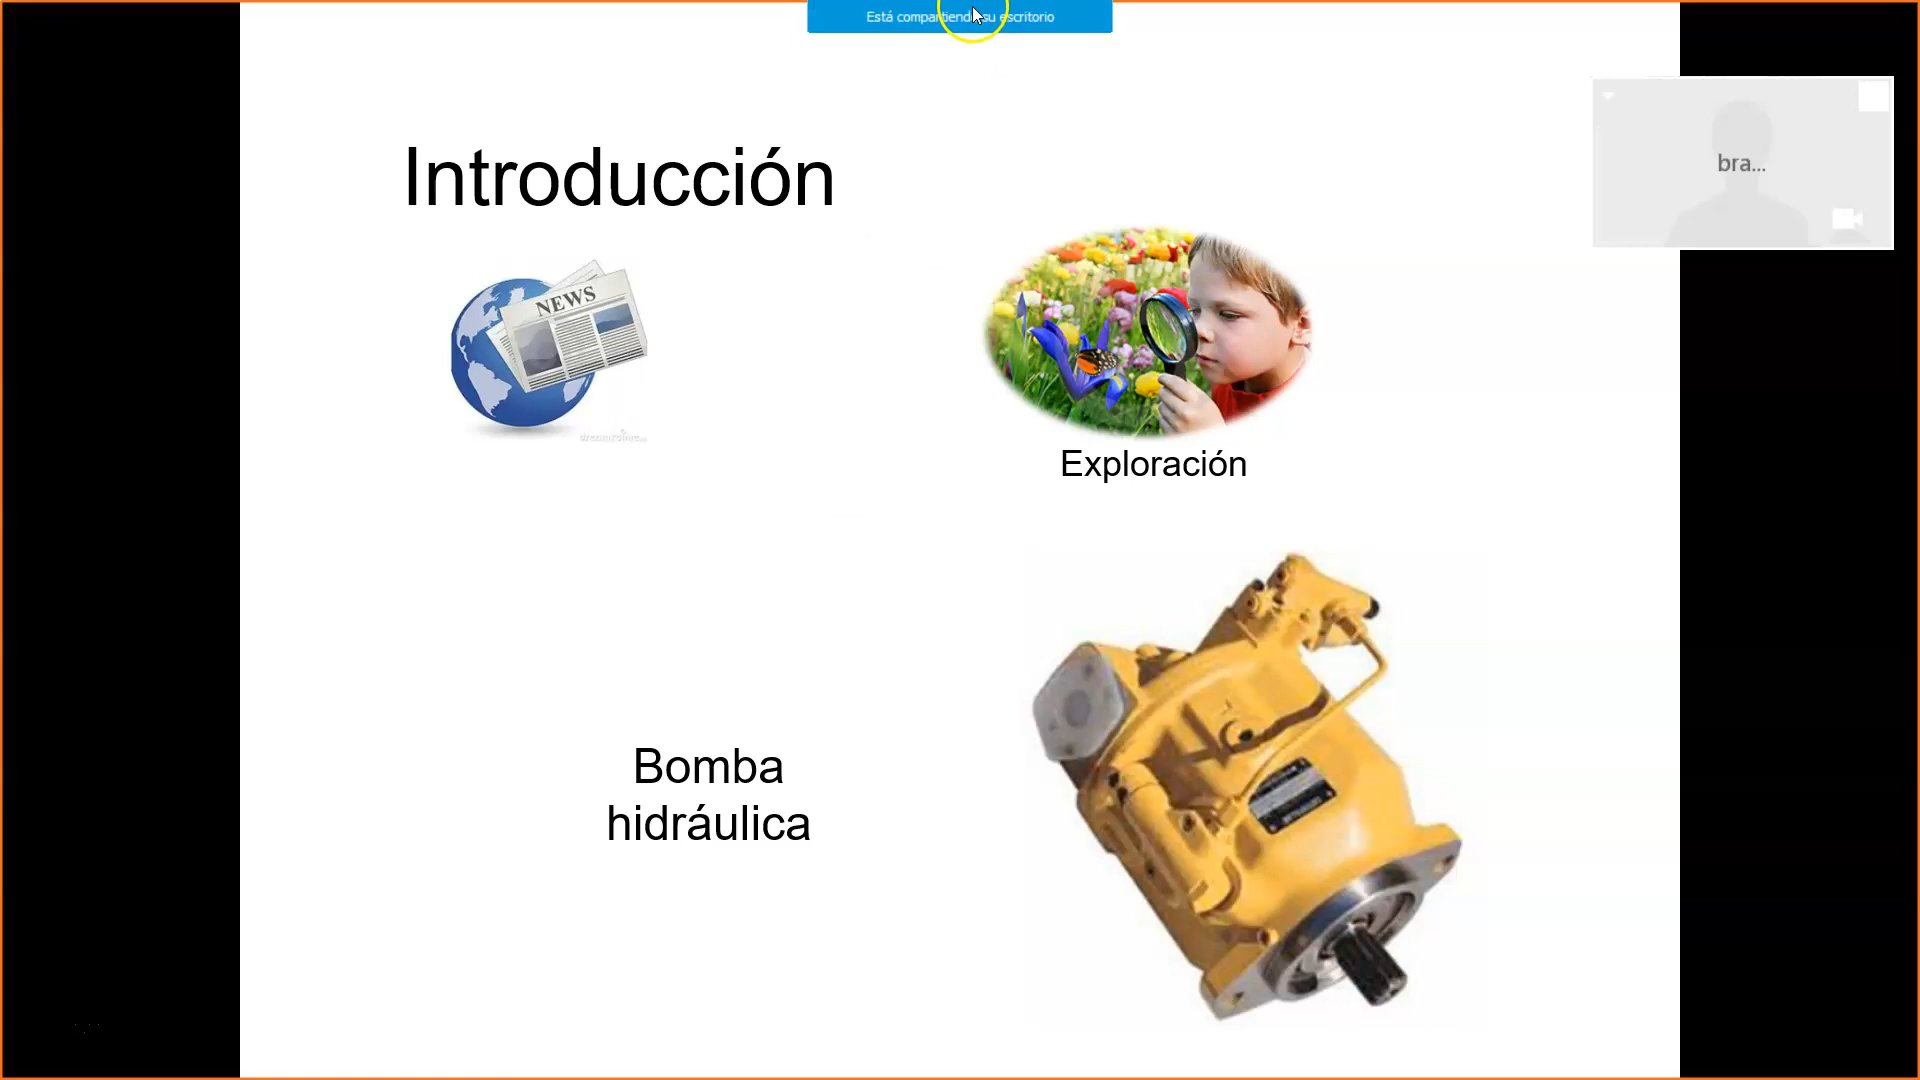 Está compartiendo su escritorio
bra...
Introducción
NEWS
Exploración
Bomba
hidráulica